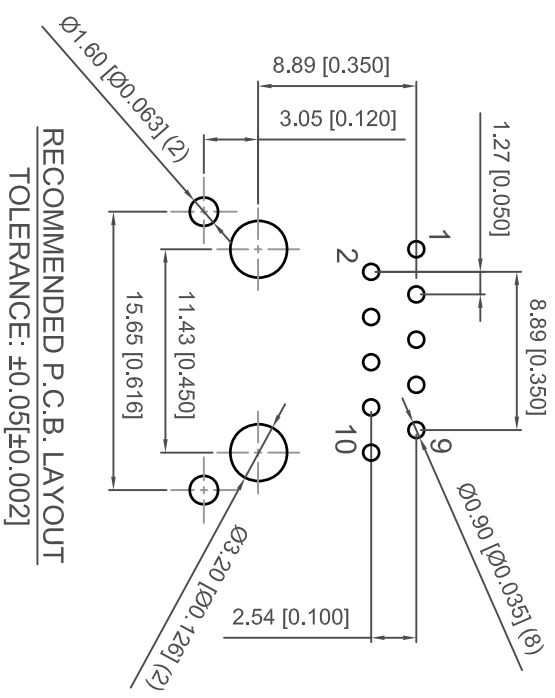 Ø1.60 [Ø0.063] (2)
8.89 [0.350]
3.05 [0.120]
1.27 [0.050]
8.89 [0.350]
1
2
9
10
Ø0.90 [Ø0.035] (8)
15.65 [0.616]
11.43 [0.450]
Ø3.20 [Ø0.126] (2)
2.54 [0.100]
RECOMMENDED P.C.B. LAYOUT
TOLERANCE: ±0.05[±0.002]